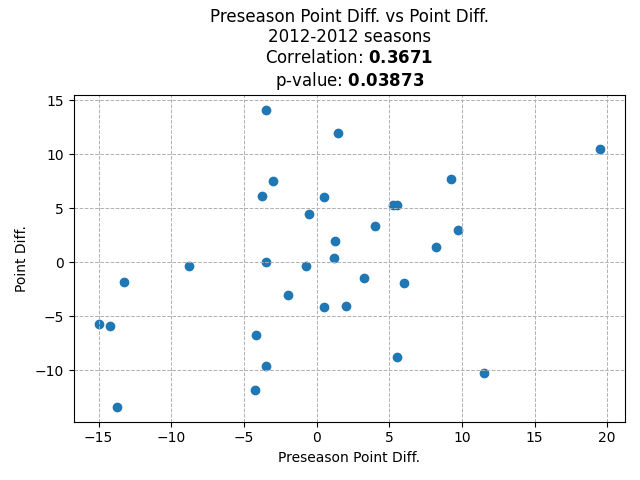 Preseason Point Diff. vs Point Diff.
2012-2012 seasons
Correlation: 0.3671
p-value: 0.03873
15
10
5
0
−5
−10
Point Diff.
−15
−10
−5
0
5
10
15
20
Preseason Point Diff.